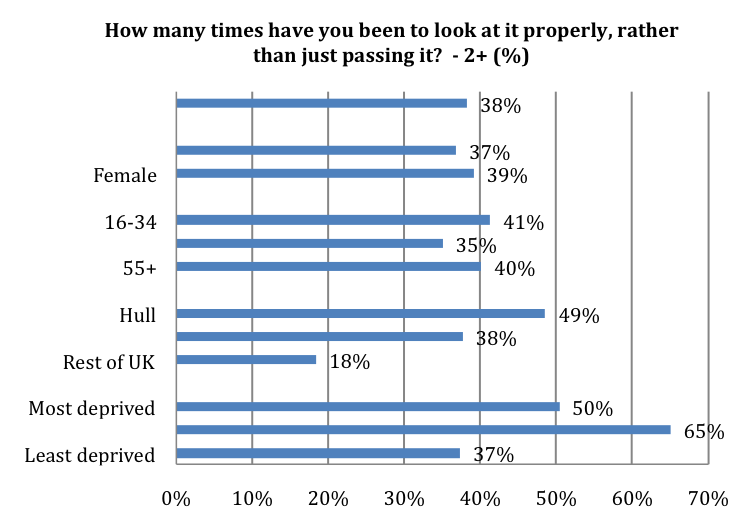 How many times have you been to look at it properly, rather
than just passing it?  - 2+ (%)
38%
37%
Female 39%
16-34 41%
35%
55+ 40%
Hull 49%
38%
Rest of UK 18%
Most deprived 50%
65%
Least deprived 37%
0% 10% 20% 30% 40% 50% 60% 70%